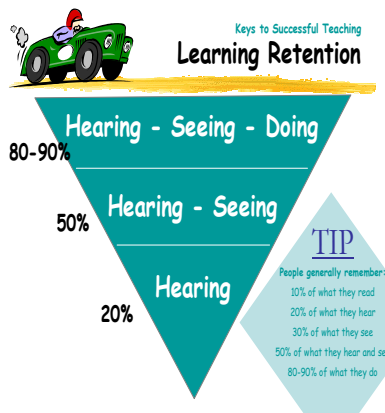 Keys to Successful Teaching
Learning Retention
Hearing - Seeing - Doing
80-90%
Hearing - Seeing
50%
Hearing
20%
TIP
People generally remember:
10% of what they read
20% of what they hear
30% of what they see
50% of what they hear and se
80-90% of what they do